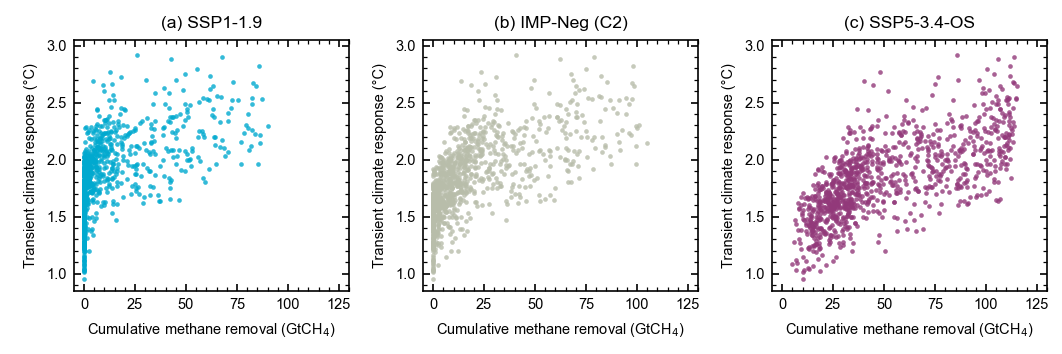 (a) SSP1-1.9
(b) IMP-Neg (C2)
(c) SSP5-3.4-OS
Transient climate response (°C)
3.0
2.5
2.0
1.5
1.0
0 25 50 75 100 125
Cumulative methane removal (GtCH₄)
Transient climate response (°C)
3.0
2.5
2.0
1.5
1.0
0 25 50 75 100 125
Cumulative methane removal (GtCH₄)
Transient climate response (°C)
3.0
2.5
2.0
1.5
1.0
0 25 50 75 100 125
Cumulative methane removal (GtCH₄)